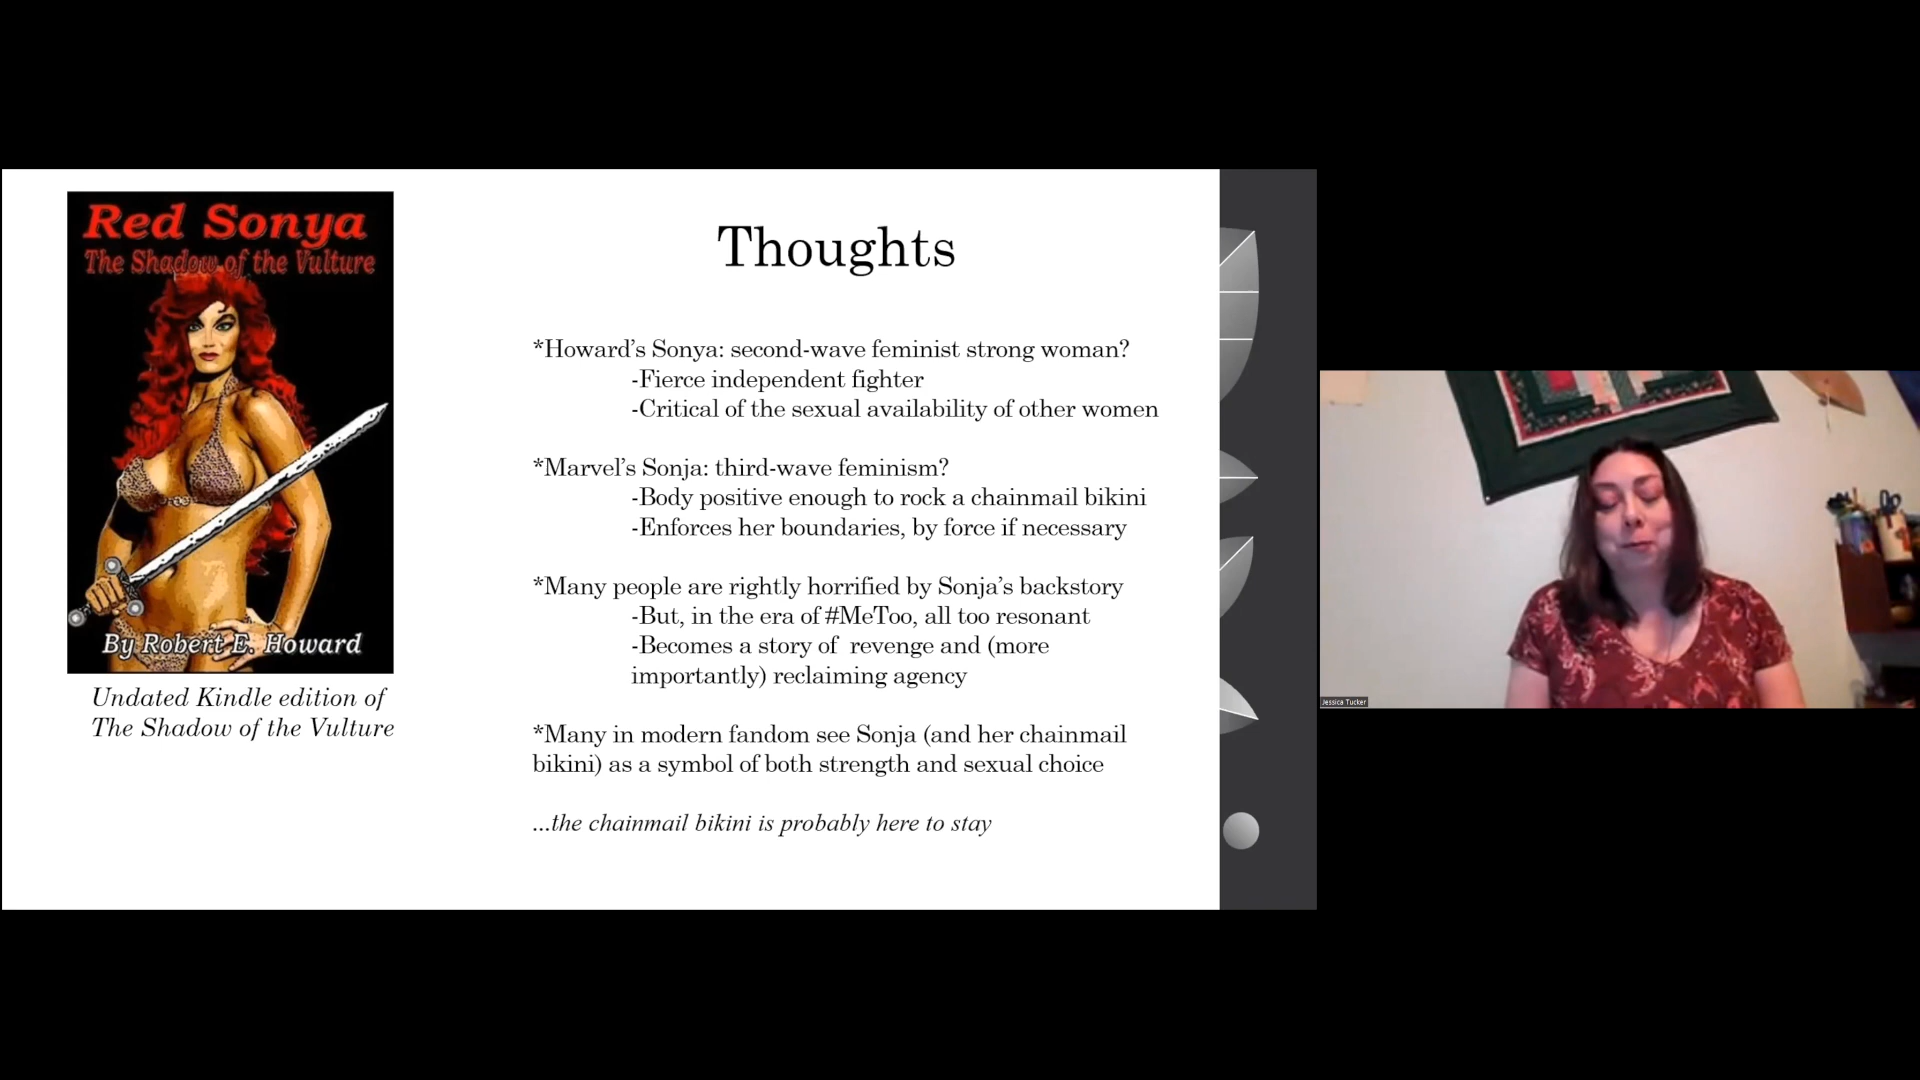 Red Sonya
The Shadow of the Vulture
By Robert E. Howard
Undated Kindle edition of
The Shadow of the Vulture
Thoughts
*Howard's Sonya: second-wave feminist strong woman?
-Fierce independent fighter
-Critical of the sexual availability of other women
*Marvel's Sonja: third-wave feminism?
-Body positive enough to rock a chainmail bikini
-Enforces her boundaries, by force if necessary
*Many people are rightly horrified by Sonja's backstory
-But, in the era of #MeToo, all too resonant
-Becomes a story of  revenge and (more
importantly) reclaiming agency
*Many in modern fandom see Sonja (and her chainmail
bikini) as a symbol of both strength and sexual choice
...the chainmail bikini is probably here to stay
Jessica Tucker